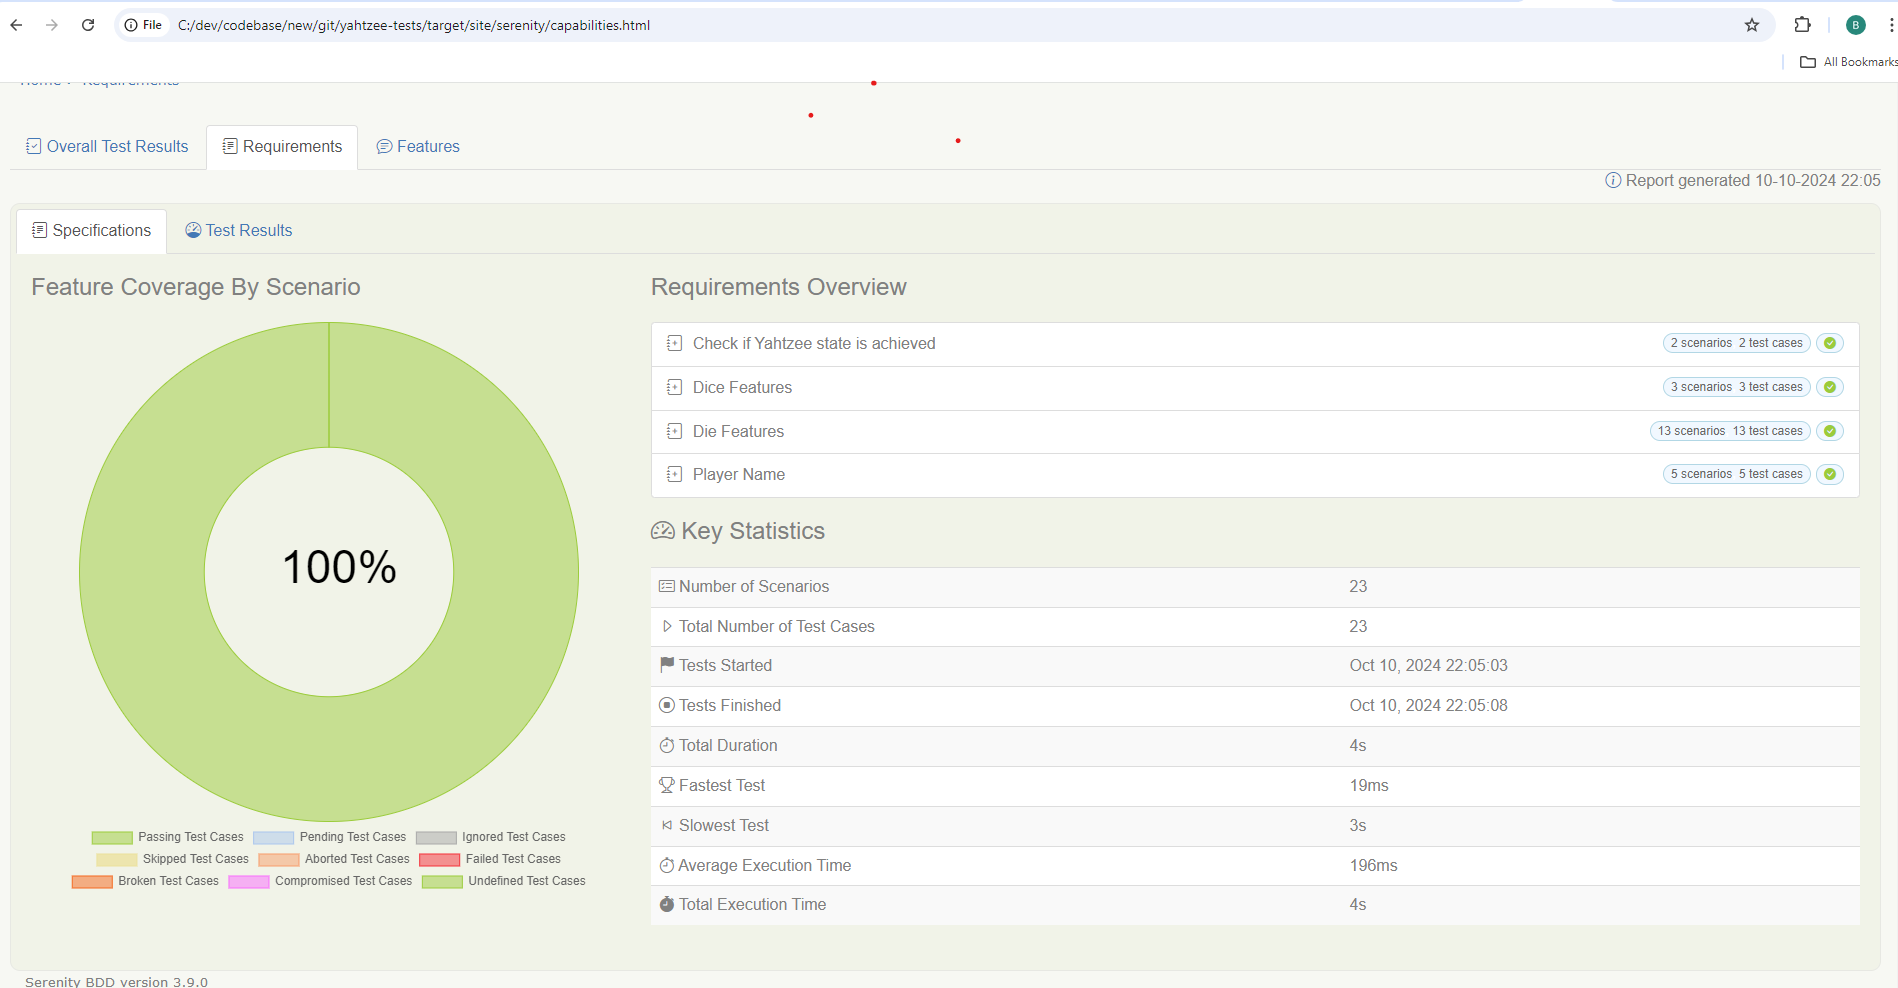 File C:/dev/codebase/new/git/yahtzee-tests/target/site/serenity/capabilities.html B
All Bookmarks
Home > Requirements
Overall Test Results Requirements Features
Report generated 10-10-2024 22:05
Specifications Test Results
Feature Coverage By Scenario
100%
Passing Test Cases Pending Test Cases Ignored Test Cases
Skipped Test Cases Aborted Test Cases Failed Test Cases
Broken Test Cases Compromised Test Cases Undefined Test Cases
Requirements Overview
Check if Yahtzee state is achieved 2 scenarios 2 test cases
Dice Features 3 scenarios 3 test cases
Die Features 13 scenarios 13 test cases
Player Name 5 scenarios 5 test cases
Key Statistics
Number of Scenarios 23
Total Number of Test Cases 23
Tests Started Oct 10, 2024 22:05:03
Tests Finished Oct 10, 2024 22:05:08
Total Duration 4s
Fastest Test 19ms
Slowest Test 3s
Average Execution Time 196ms
Total Execution Time 4s
Serenity BDD version 3.9.0